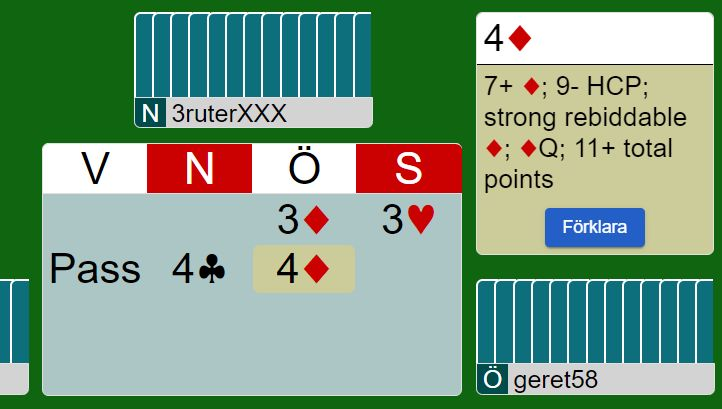 N 3ruterXXX
V N Ö S
3♦ 3♥
Pass 4♣ 4♦
4♦
7+ ♦; 9- HCP;
strong rebiddable
♦; ♦Q; 11+ total
points
Förklara
Ö geret58